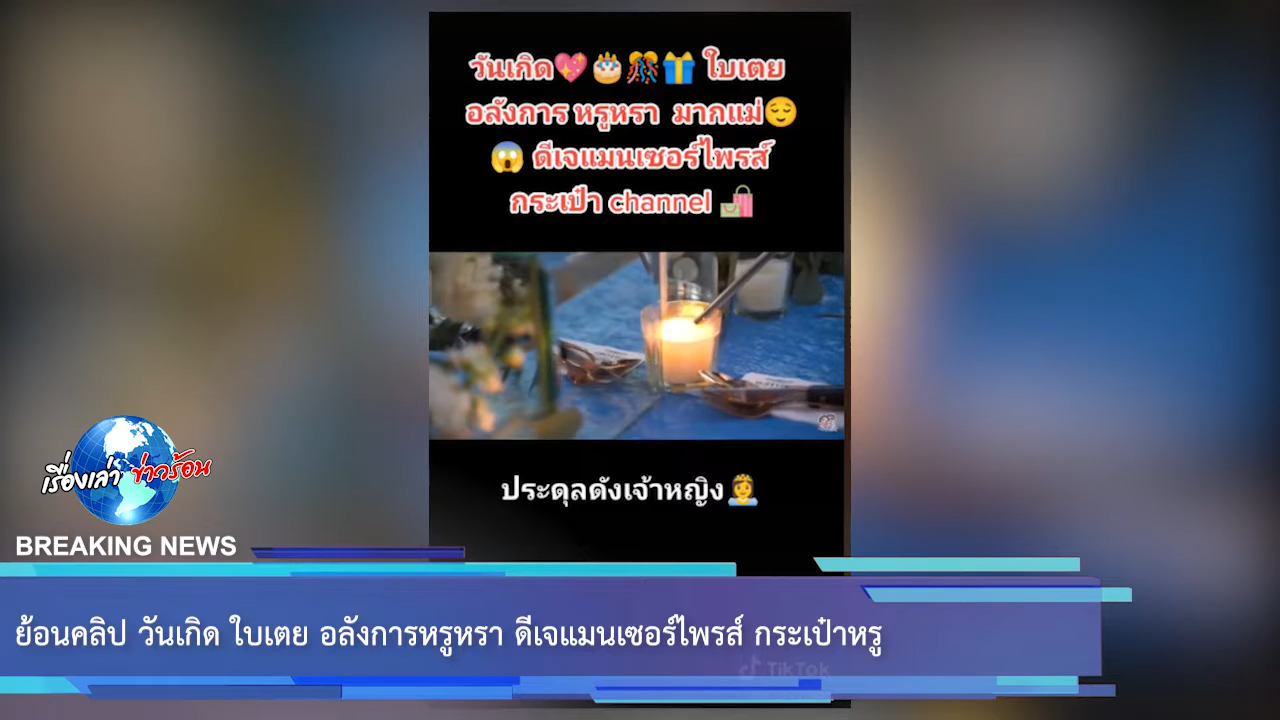 วันเกิด💖🎂🎊🎁 ใบเตย
อลังการ หรูหรา มากแม่😌
😱 ดีเจแมนเซอร์ไพรส์
กระเป๋า channel 🛍️
ประดุลดังเจ้าหญิง👸
เรื่องเล่า ข่าวร้อน
BREAKING NEWS
ย้อนคลิป วันเกิด ใบเตย อลังการหรูหรา ดีเจแมนเซอร์ไพรส์ กระเป๋าหรู
TikTok